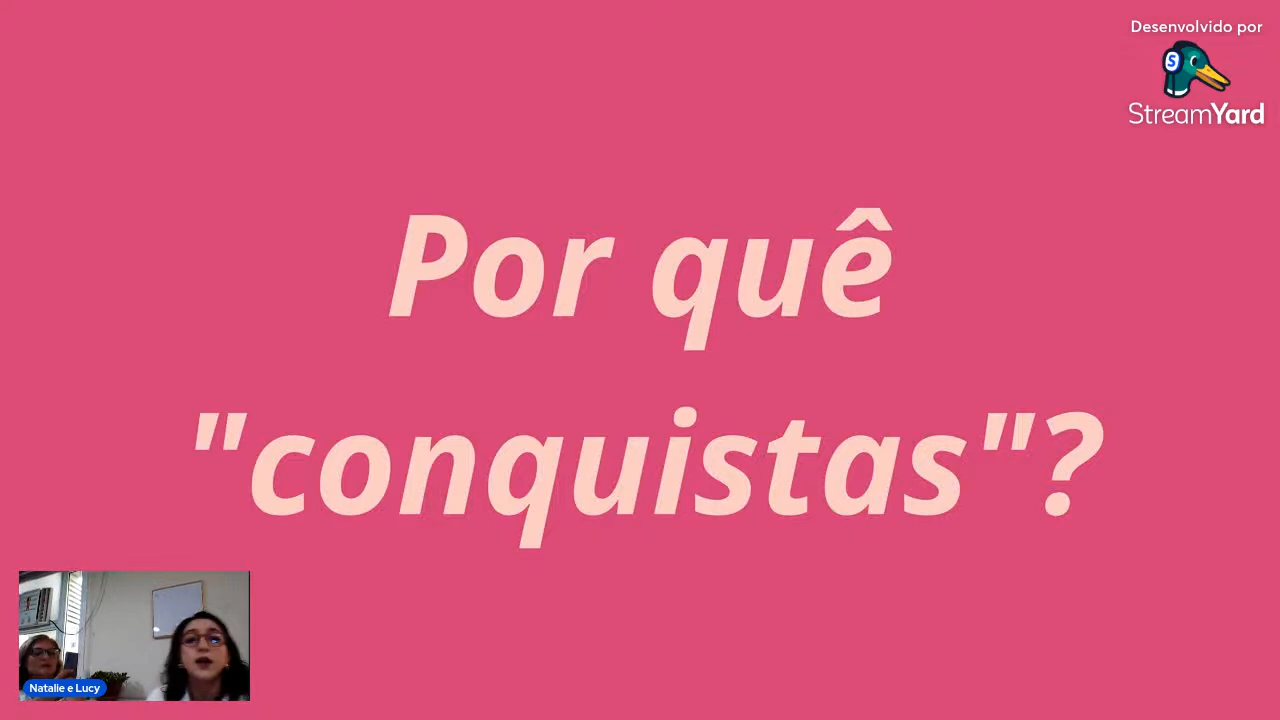 Desenvolvido por
S
StreamYard
Por quê
"conquistas"?
Natalie e Lucy